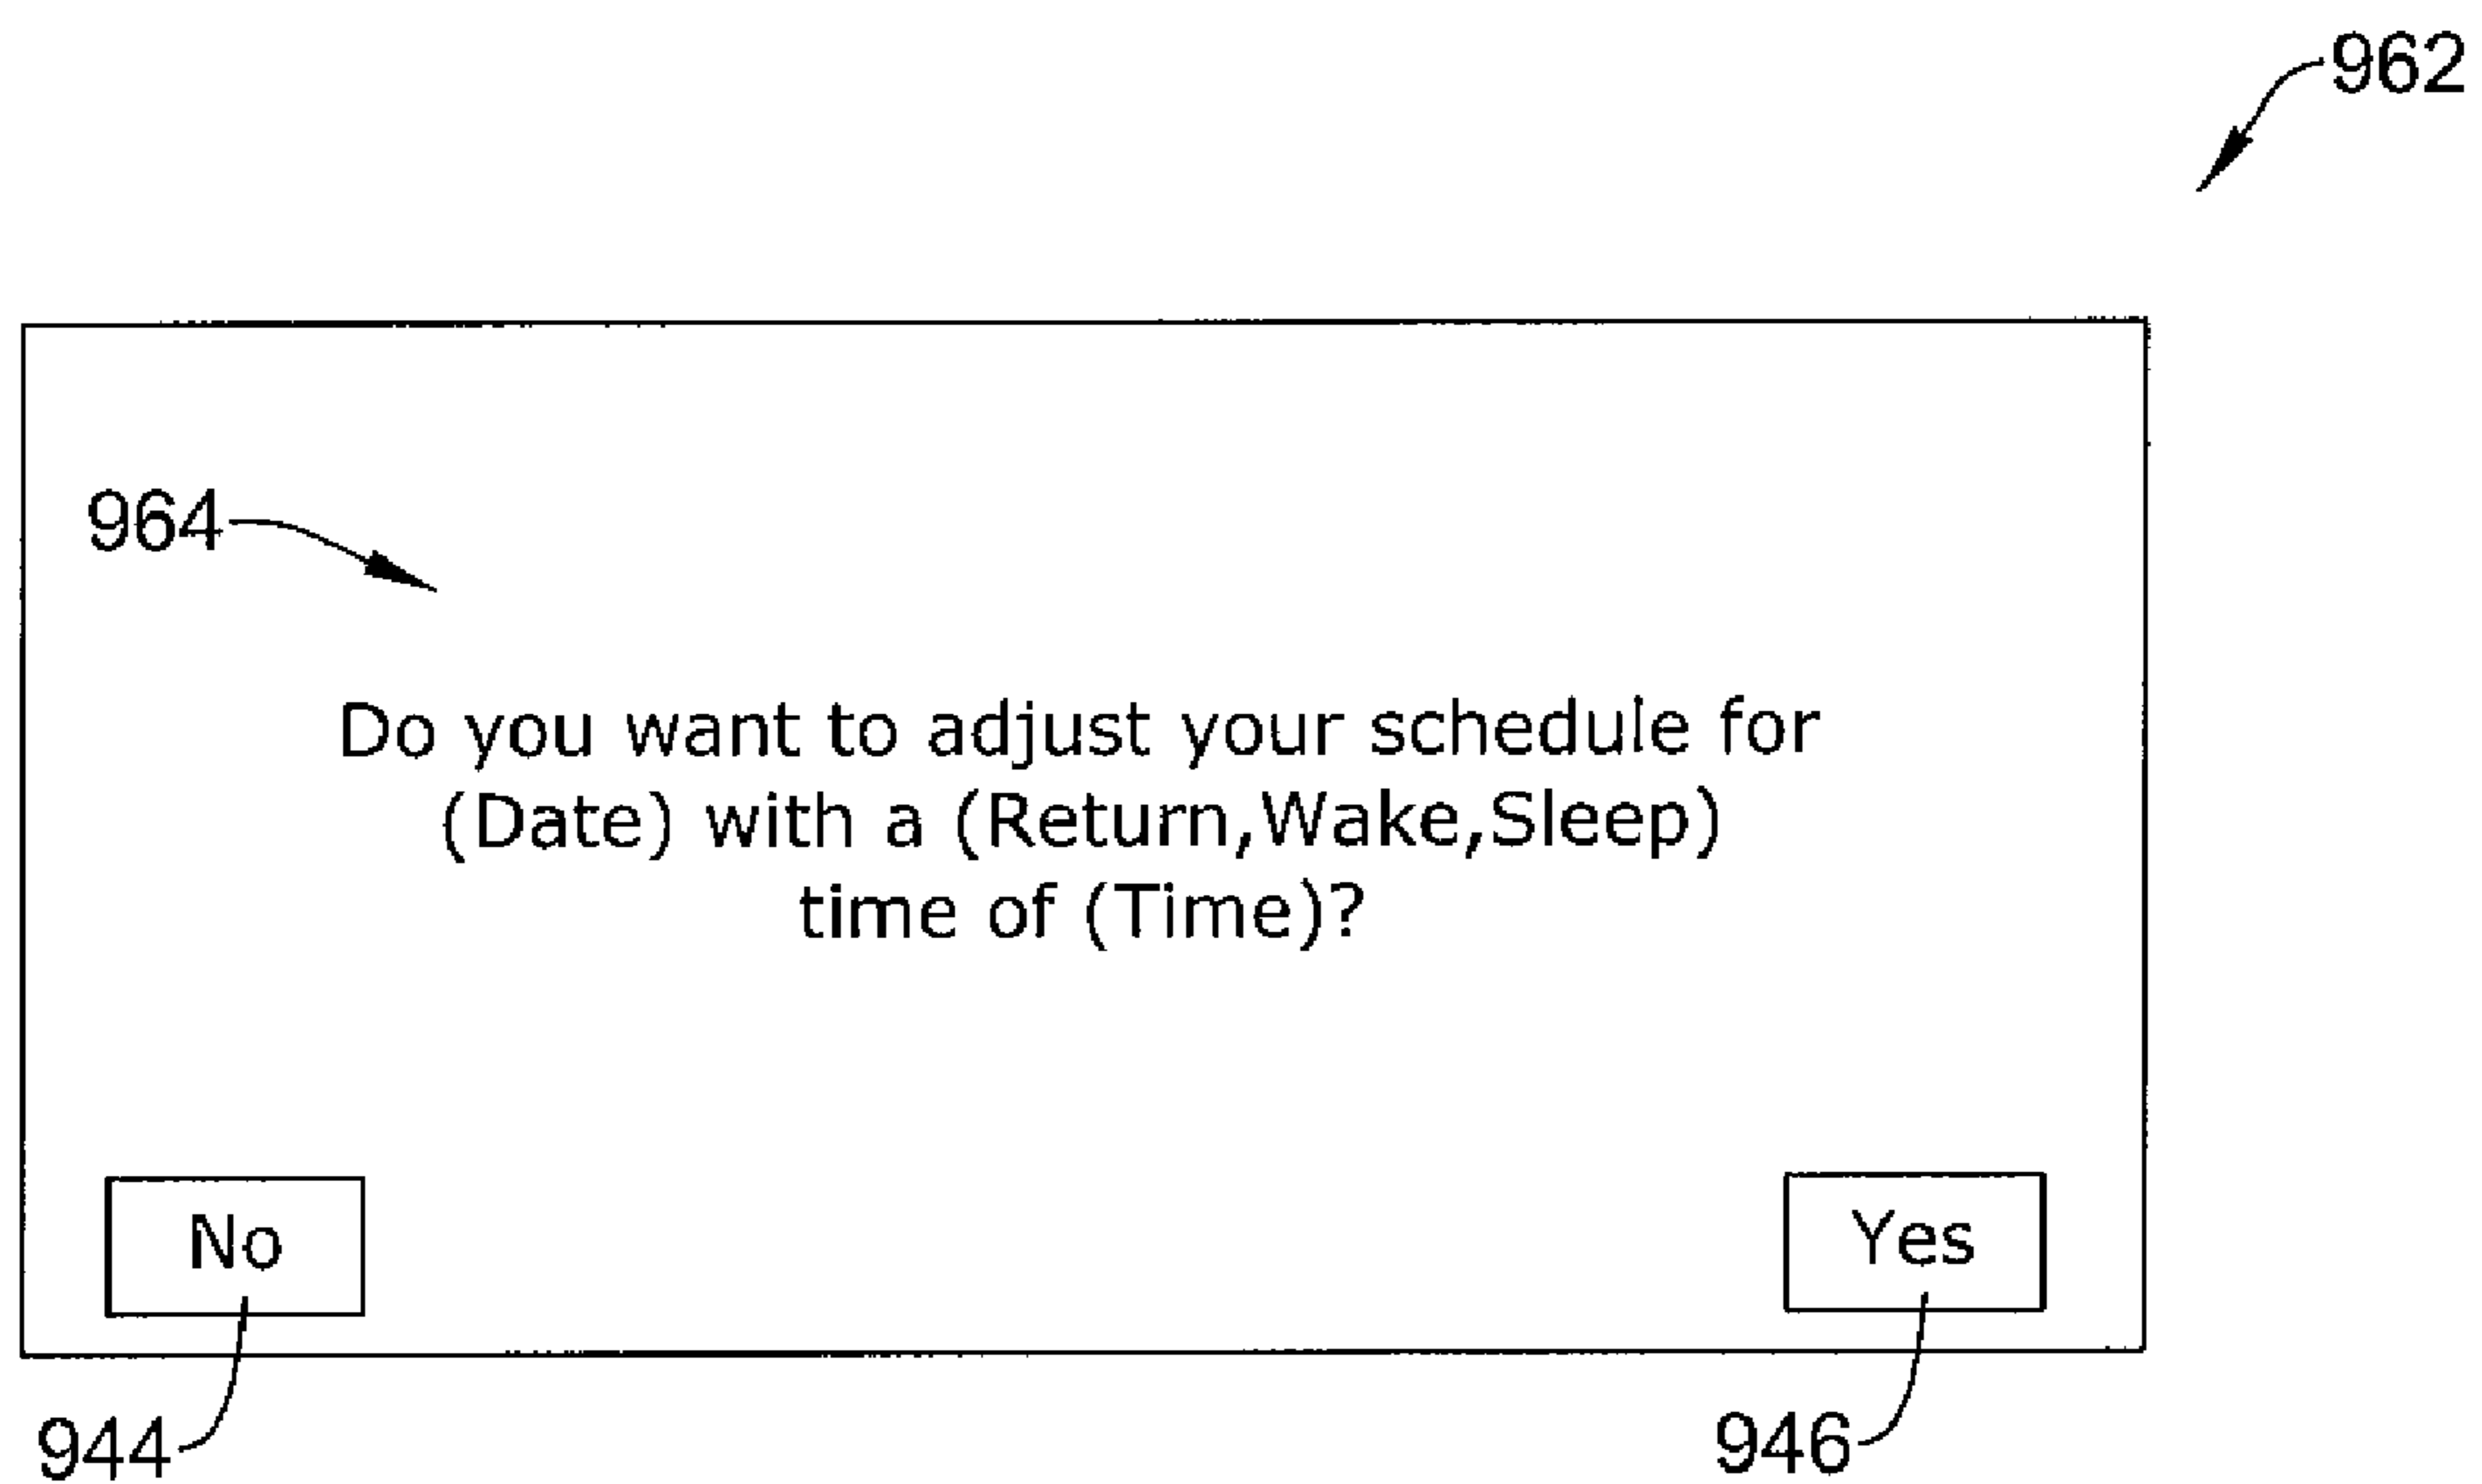 962
964
Do you want to adjust your schedule for
(Date) with a (Return,Wake,Sleep)
time of (Time)?
No
Yes
944
946